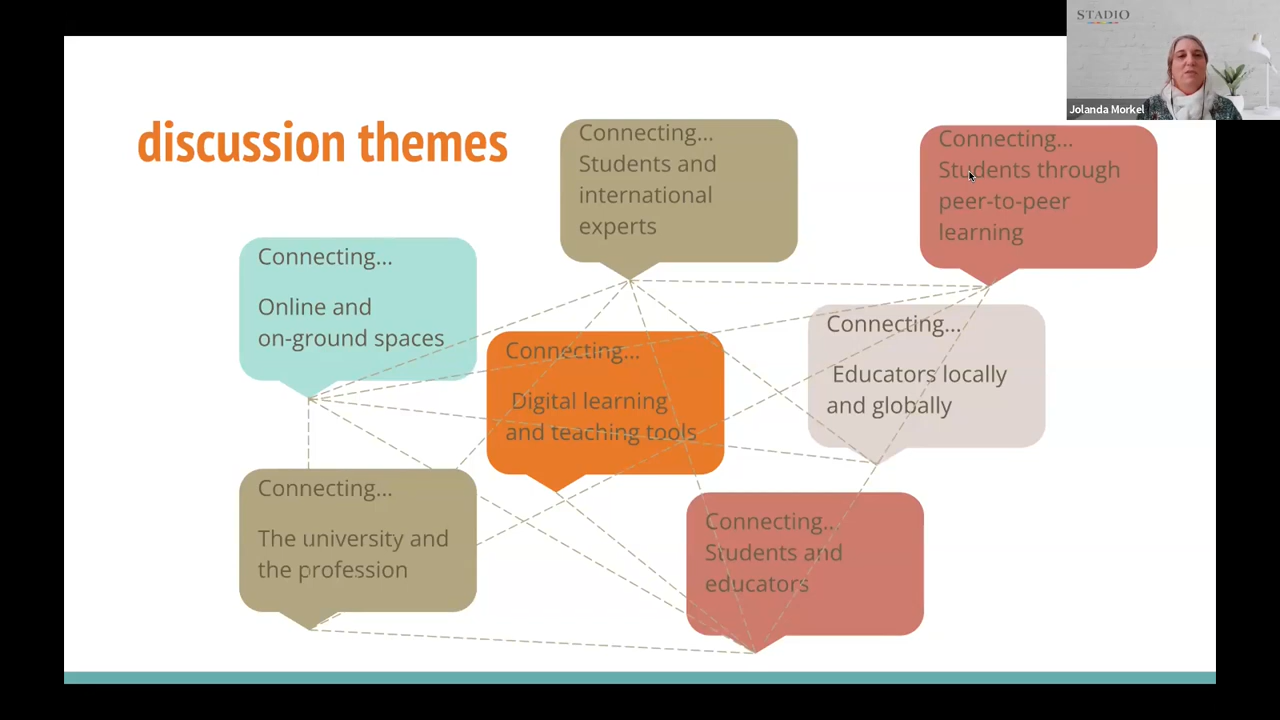 STADIO
Jolanda Morkel
discussion themes
Connecting...
Students and
international
experts
Connecting...
Students through
peer-to-peer
learning
Connecting...
Online and
on-ground spaces
Connecting...
Digital learning
and teaching tools
Connecting...
Educators locally
and globally
Connecting...
The university and
the profession
Connecting...
Students and
educators